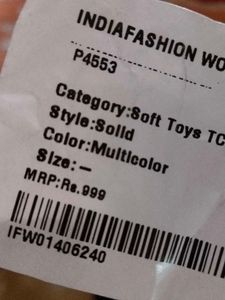 INDIAFASHION WO
P4553
Category:Soft Toys TC
Style:Solid
Color:Multicolor
Size:—
MRP:Rs.999
IFW01406240